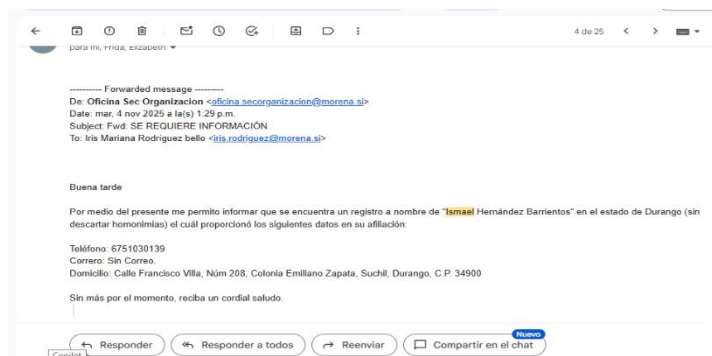 4 de 25
para mí, Frida, Elizabeth
---------- Forwarded message ---------
De: Oficina Sec Organizacion <oficina.secorganizacion@morena.si>
Date: mar, 4 nov 2025 a la(s) 1:29 p.m.
Subject: Fwd: SE REQUIERE INFORMACIÓN
To: Iris Mariana Rodríguez bello <iris.rodriguez@morena.si>
Buena tarde
Por medio del presente me permito informar que se encuentra un registro a nombre de "Ismael Hernández Barrientos" en el estado de Durango (sin
descartar homonimias) el cuál proporcionó los siguientes datos en su afiliación:
Teléfono: 6751030139
Correro: Sin Correo.
Domicilio: Calle Francisco Villa, Núm 208, Colonia Emiliano Zapata, Suchil, Durango, C.P. 34900
Sin más por el momento, reciba un cordial saludo.
Nuevo
Responder
Responder a todos
Reenviar
Compartir en el chat
Copilot